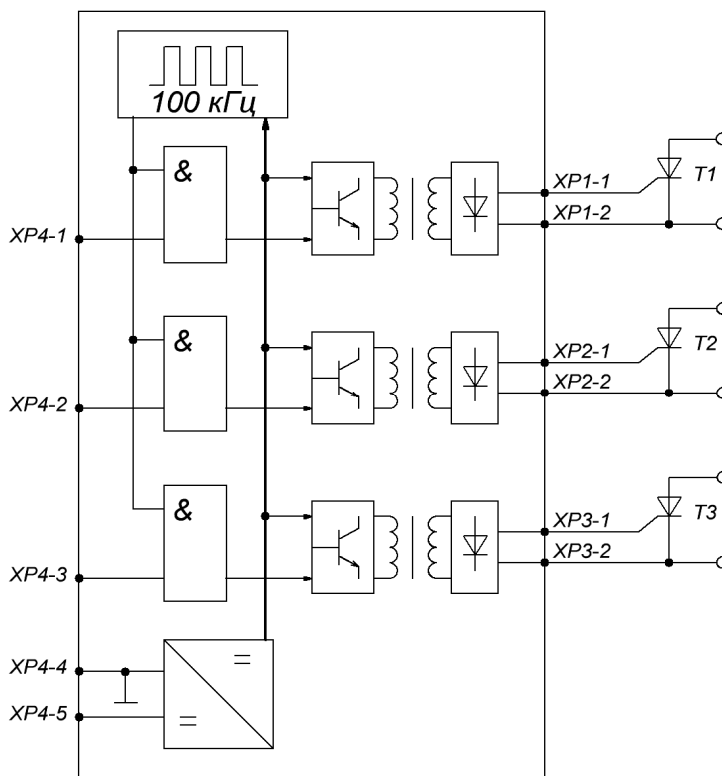 100 кГц
&
XP1-1
T1
XP1-2
XP4-1
&
XP2-1
T2
XP2-2
XP4-2
&
XP3-1
T3
XP3-2
XP4-3
XP4-4
XP4-5